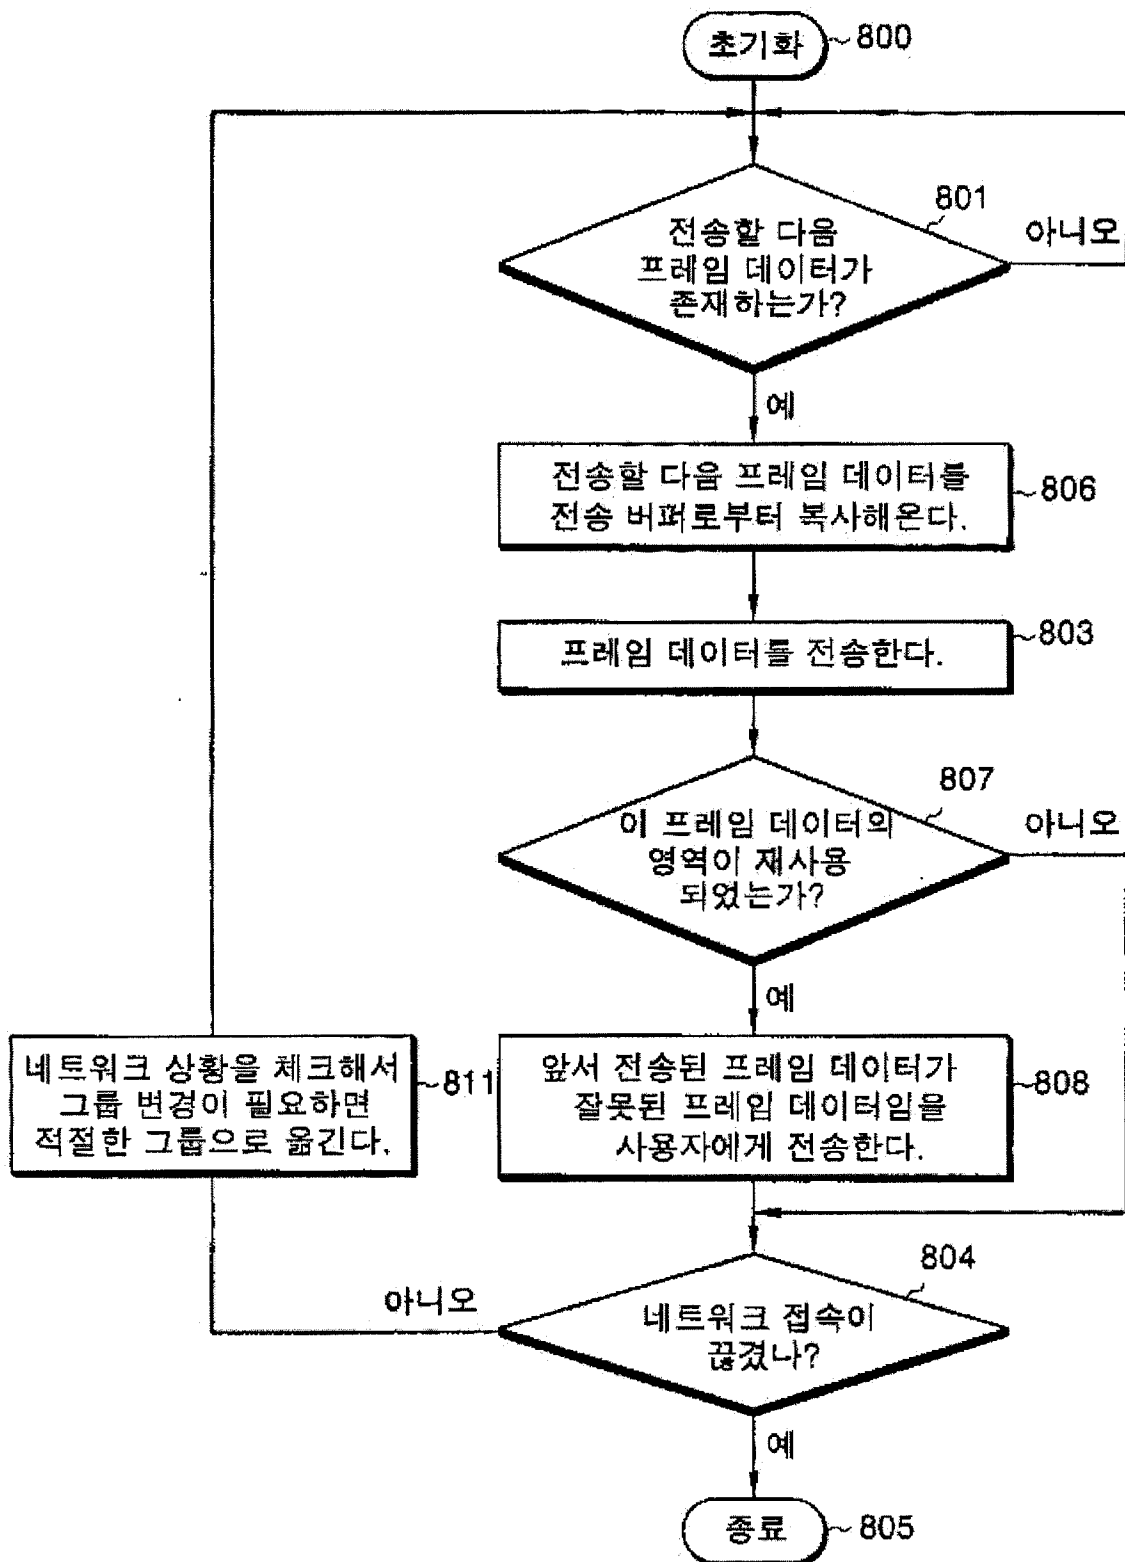 초기화
800
801
전송할 다음
프레임 데이터가
존재하는가?
아니오
예
전송할 다음 프레임 데이터를
전송 버퍼로부터 복사해온다.
806
프레임 데이터를 전송한다.
803
807
이 프레임 데이터의
영역이 재사용
되었는가?
아니오
예
네트워크 상황을 체크해서
그룹 변경이 필요하면
적절한 그룹으로 옮긴다.
811
앞서 전송된 프레임 데이터가
잘못된 프레임 데이터임을
사용자에게 전송한다.
808
804
아니오
네트워크 접속이
끊겼나?
예
종료
805